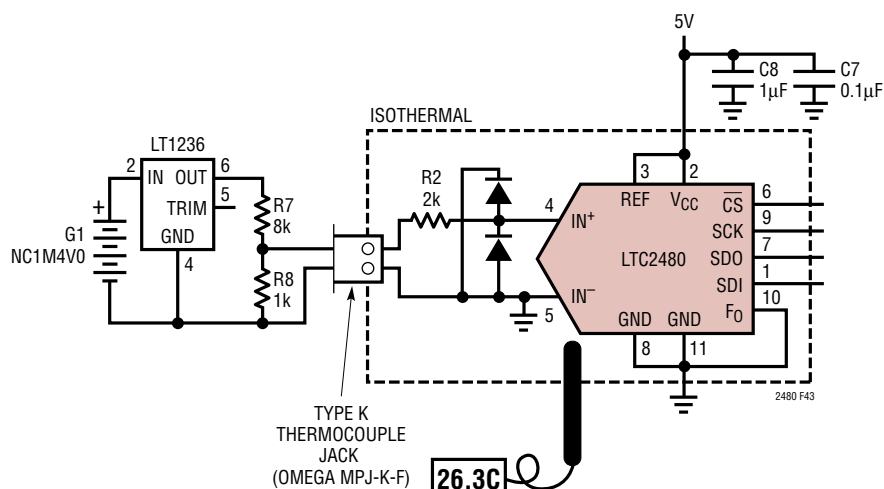 5V
C8
1µF
C7
0.1µF
ISOTHERMAL
LT1236
2
IN
OUT
6
TRIM
5
GND
4
+
G1
NC1M4V0
R7
8k
R8
1k
R2
2k
4
IN+
IN–
5
3
REF
2
VCC
LTC2480
CS
6
SCK
9
SDO
7
SDI
1
FO
10
GND
8
GND
11
2480 F43
TYPE K
THERMOCOUPLE
JACK
(OMEGA MPJ-K-F)
26.3C